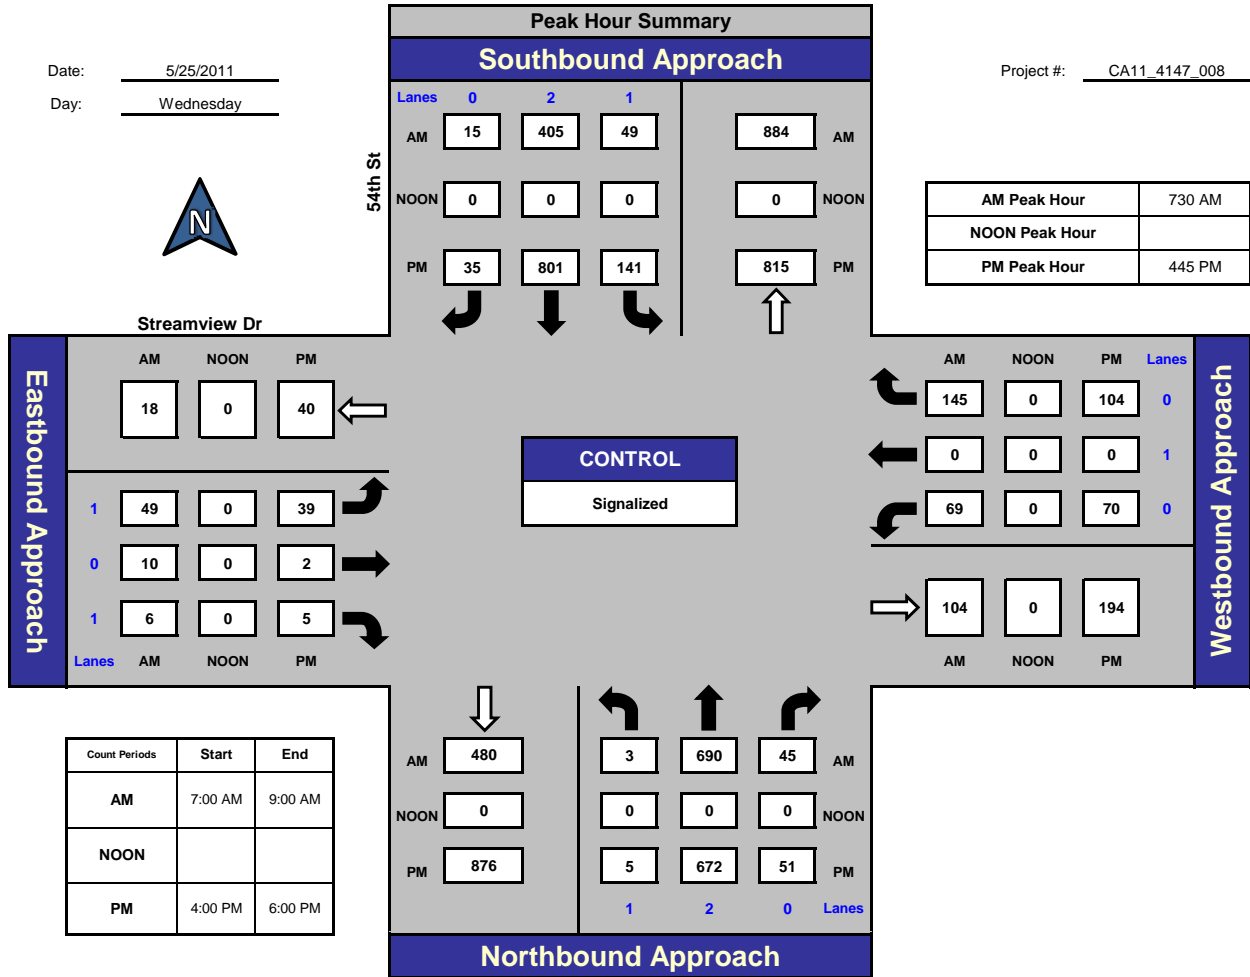 Peak Hour Summary
Southbound Approach
Date: 5/25/2011
Day: Wednesday
Project #: CA11_4147_008
N
54th St
Lanes 0 2 1
AM 15 405 49 884 AM
NOON 0 0 0 0 NOON
PM 35 801 141 815 PM
AM Peak Hour 730 AM
NOON Peak Hour
PM Peak Hour 445 PM
Streamview Dr
Eastbound Approach
AM NOON PM
18 0 40
1 49 0 39
0 10 0 2
1 6 0 5
Lanes AM NOON PM
CONTROL
Signalized
AM NOON PM Lanes
145 0 104 0
0 0 0 1
69 0 70 0
104 0 194
AM NOON PM
Westbound Approach
Count Periods Start End
AM 7:00 AM 9:00 AM
NOON
PM 4:00 PM 6:00 PM
AM 480 3 690 45 AM
NOON 0 0 0 0 NOON
PM 876 5 672 51 PM
1 2 0 Lanes
Northbound Approach